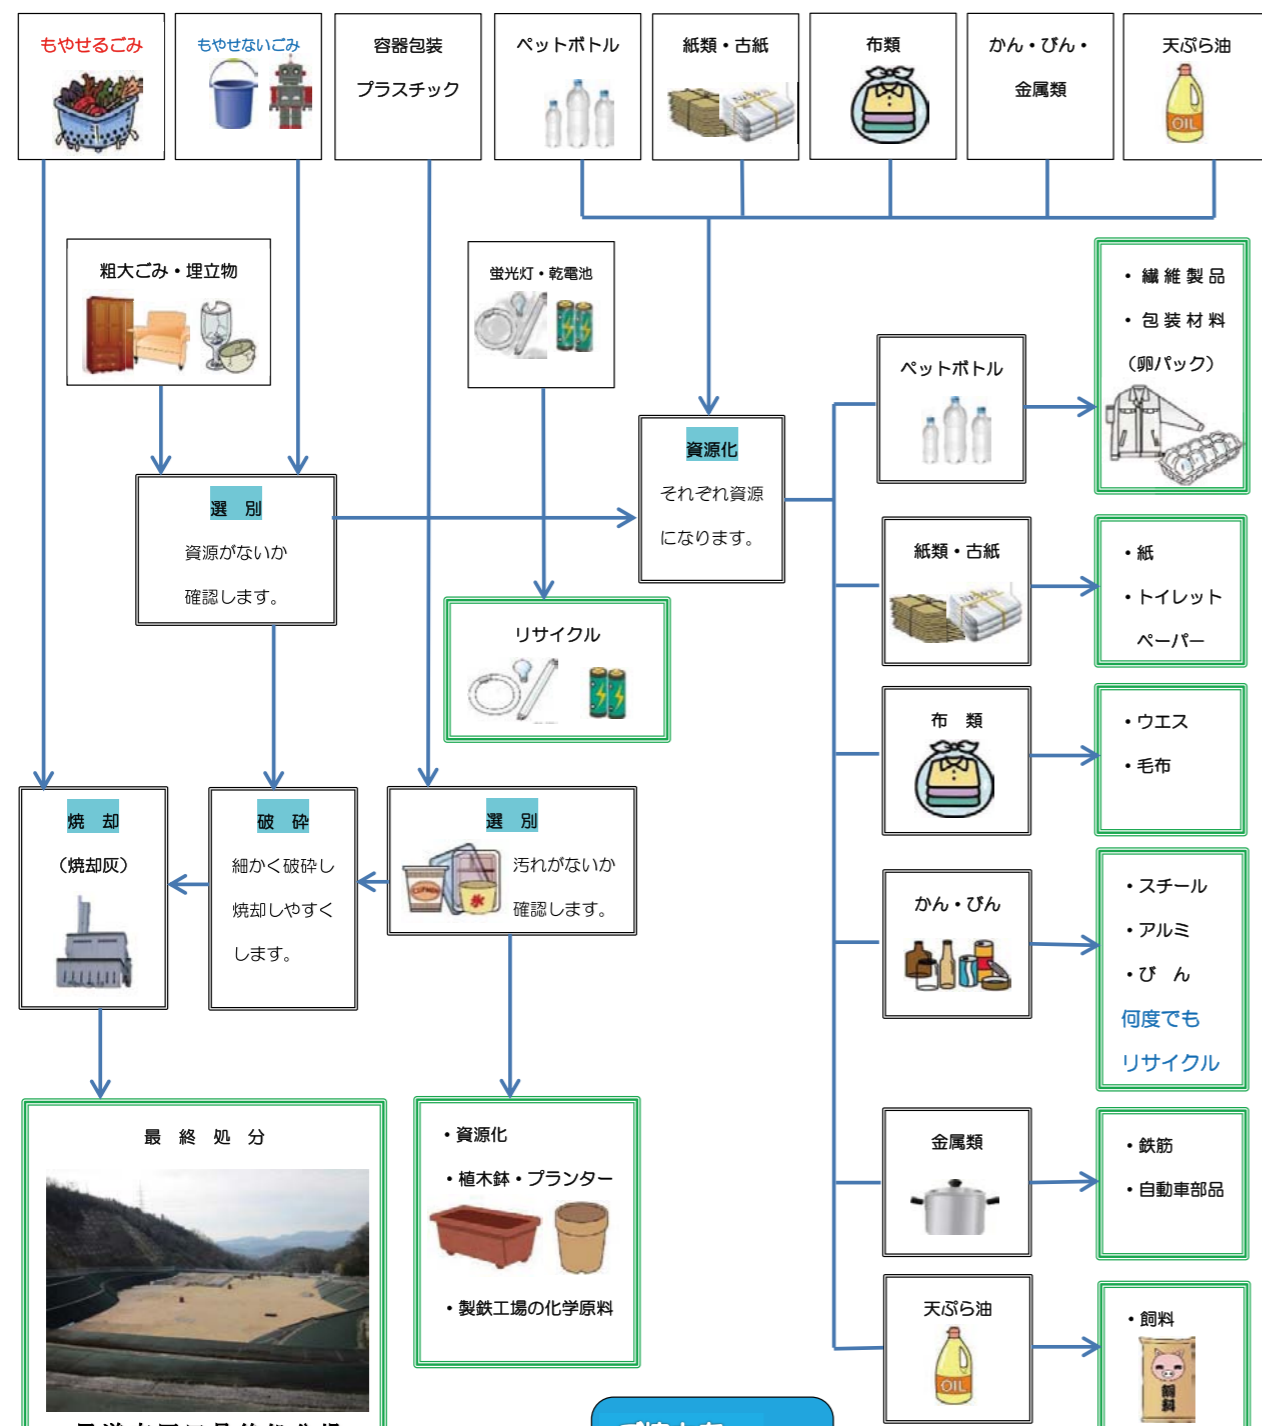 もやせるごみ
もやせないごみ
容器包装
プラスチック
ペットボトル
紙類・古紙
布類
かん・びん・
金属類
天ぷら油
OIL
粗大ごみ・埋立物
蛍光灯・乾電池
・繊維製品
・包装材料
（卵パック）
ペットボトル
資源化
それぞれ資源
になります。
選　別
資源がないか
確認します。
紙類・古紙
・紙
・トイレット
ペーパー
リサイクル
布　類
・ウエス
・毛布
焼　却
（焼却灰）
破　砕
細かく破砕し
焼却しやすく
します。
選　別
汚れがないか
確認します。
氷
かん・びん
・スチール
・アルミ
・び　ん
何度でも
リサイクル
最　終　処　分
・資源化
・植木鉢・プランター
・製鉄工場の化学原料
金属類
・鉄筋
・自動車部品
天ぷら油
OIL
・飼料
飼料